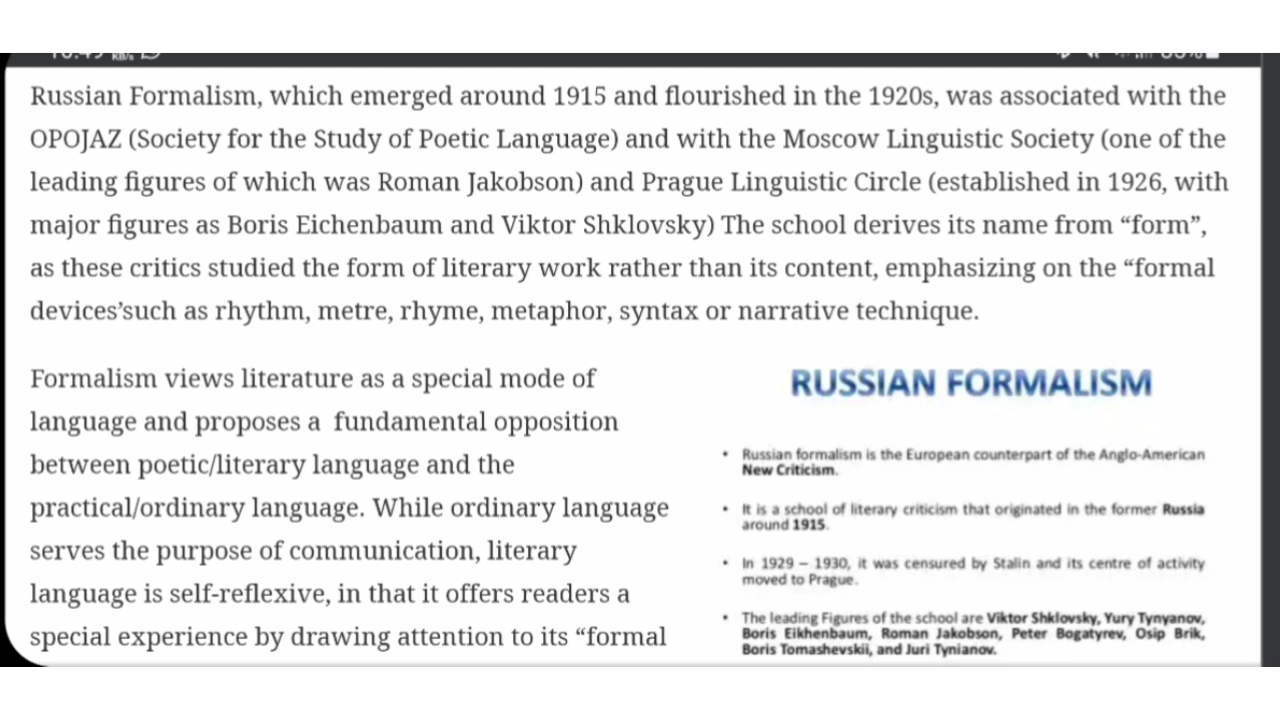 Russian Formalism, which emerged around 1915 and flourished in the 1920s, was associated with the
OPOJAZ (Society for the Study of Poetic Language) and with the Moscow Linguistic Society (one of the
leading figures of which was Roman Jakobson) and Prague Linguistic Circle (established in 1926, with
major figures as Boris Eichenbaum and Viktor Shklovsky) The school derives its name from “form”,
as these critics studied the form of literary work rather than its content, emphasizing on the “formal
devices’such as rhythm, metre, rhyme, metaphor, syntax or narrative technique.
Formalism views literature as a special mode of
language and proposes a  fundamental opposition
between poetic/literary language and the
practical/ordinary language. While ordinary language
serves the purpose of communication, literary
language is self-reflexive, in that it offers readers a
special experience by drawing attention to its “formal
RUSSIAN FORMALISM
• Russian formalism is the European counterpart of the Anglo-American
New Criticism.
• It is a school of literary criticism that originated in the former Russia
around 1915.
• In 1929 – 1930, it was censured by Stalin and its centre of activity
moved to Prague.
• The leading Figures of the school are Viktor Shklovsky, Yury Tynyanov,
Boris Eikhenbaum, Roman Jakobson, Peter Bogatyrev, Osip Brik,
Boris Tomashevskii, and Juri Tynianov.